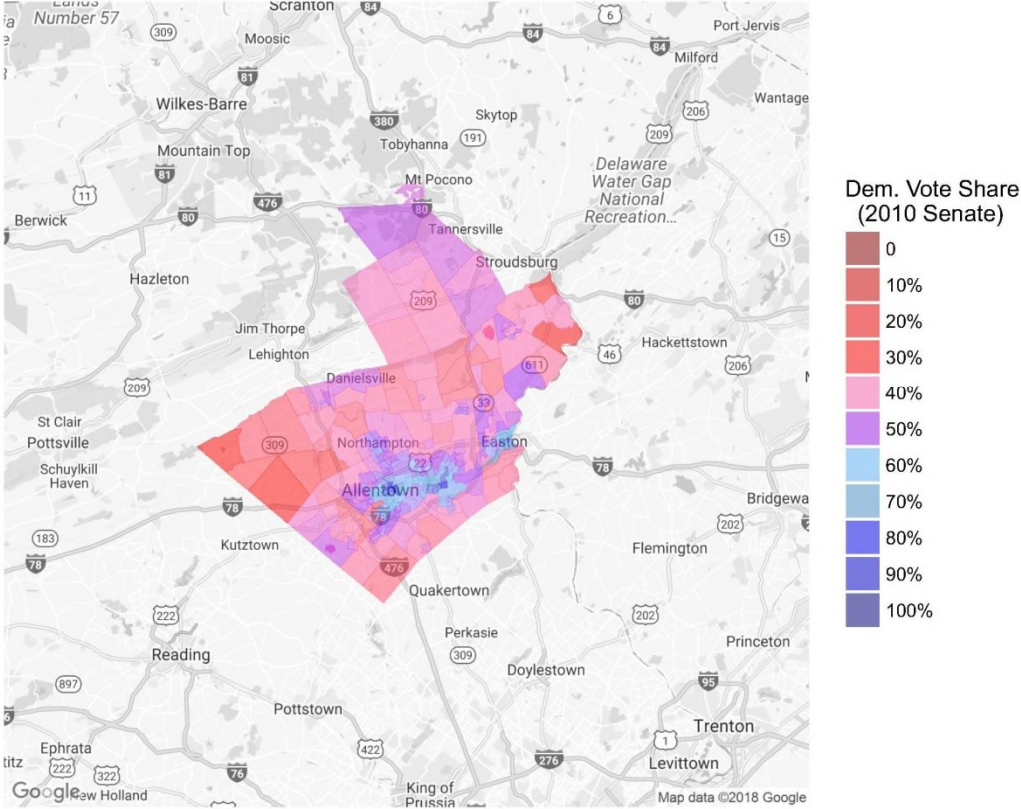 Lands
Number 57
Scranton
84
6
Port Jervis
309
Moosic
84
84
Milford
81
Wilkes-Barre
Wantage
206
380
Skytop
209
191
Tobyhanna
Mountain Top
Delaware
Water Gap
National
Recreation...
81
Mt Pocono
11
476
80
80
Berwick
Tannersville
15
Stroudsburg
Hazleton
209
80
Jim Thorpe
Hackettstown
46
Lehighton
611
206
Danielsville
209
33
St Clair
Pottsville
309
Northampton
Easton
22
Schuylkill
Haven
78
Allentown
78
Bridgewa
78
202
183
Kutztown
Flemington
78
476
Quakertown
222
202
Perkasie
Princeton
Reading
309
Doylestown
897
95
Pottstown
Trenton
422
1
Ephrata
Levittown
titz
222
322
76
276
Google
New Holland
King of
Prussia
Map data ©2018 Google
Dem. Vote Share
(2010 Senate)
0
10%
20%
30%
40%
50%
60%
70%
80%
90%
100%